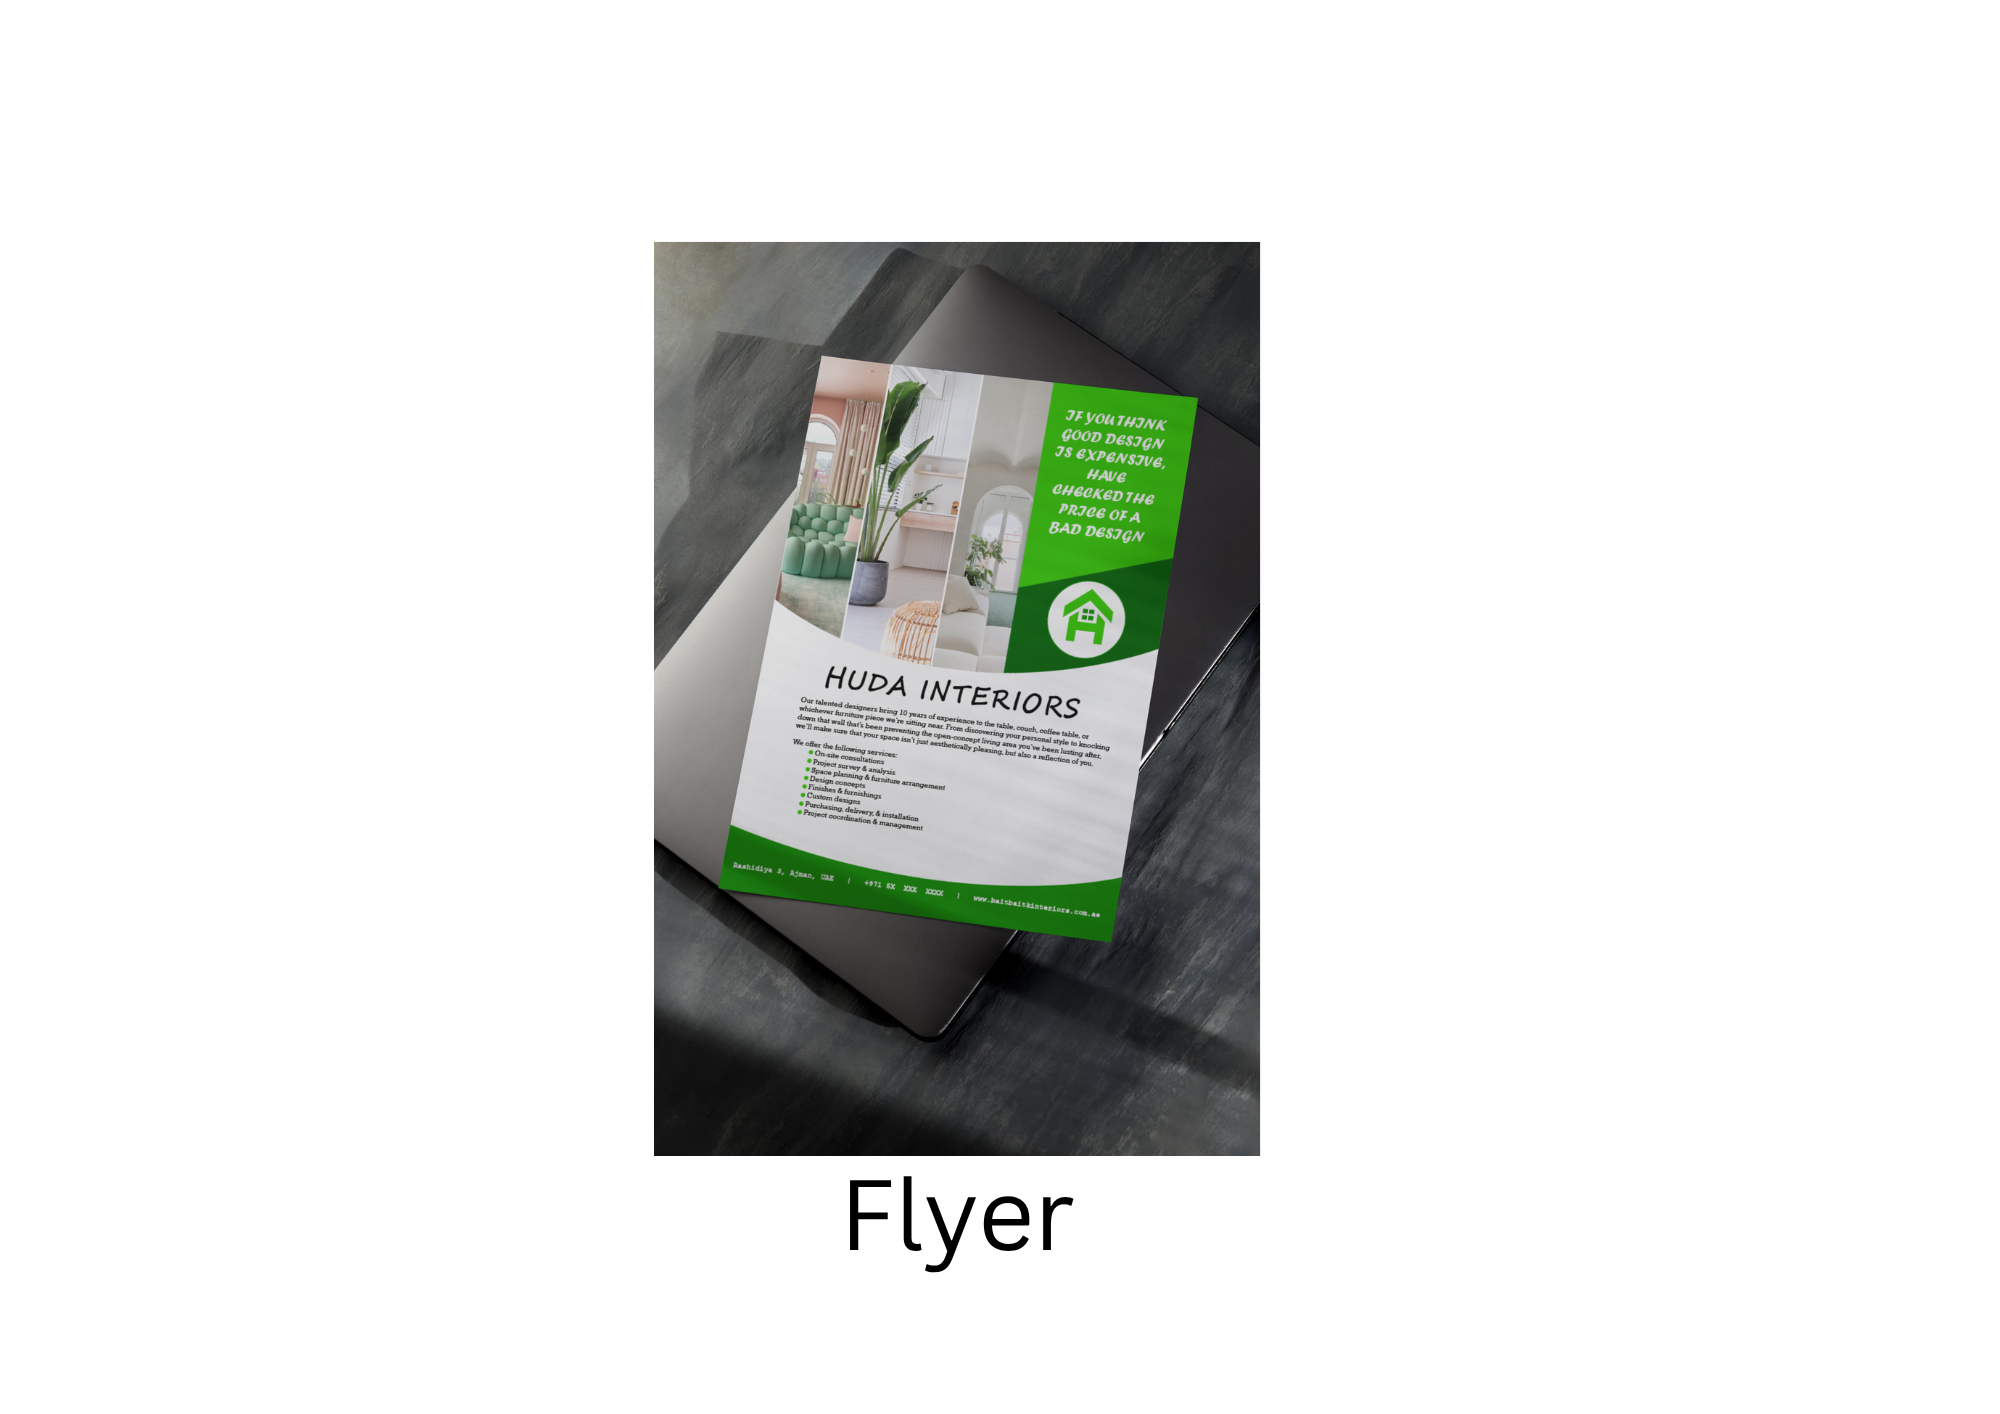 IF YOU THINK
GOOD DESIGN
IS EXPENSIVE,
HAVE
CHECKED THE
PRICE OF A
BAD DESIGN
HUDA INTERIORS
Our talented designers bring 10 years of experience to the table, couch, coffee table, or
whichever furniture piece we're sitting near. From discovering your personal style to knocking
down that wall that's been preventing the open-concept living area you've been lusting after,
we'll make sure that your space isn't just aesthetically pleasing, but also a reflection of you.
We offer the following services:
On-site consultations
Project survey & analysis
Space planning & furniture arrangement
Design concepts
Finishes & furnishings
Custom designs
Purchasing, delivery, & installation
Project coordination & management
Rashidiya 3, Ajman, UAE | +971 5X XXX XXXX | www.baitbaitkinteriors.com.ae
Flyer